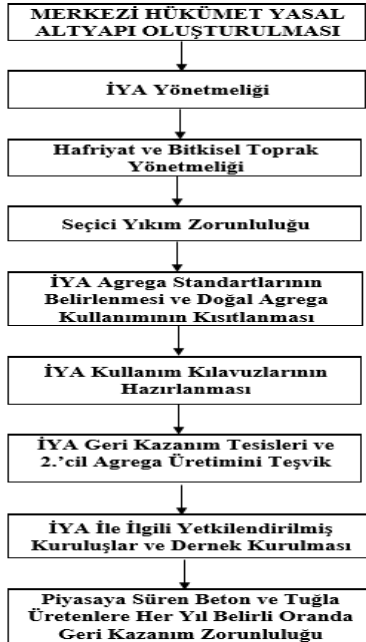 MERKEZİ HÜKÜMET YASAL
ALTYAPI OLUŞTURULMASI
İYA Yönetmeliği
Hafriyat ve Bitkisel Toprak
Yönetmeliği
Seçici Yıkım Zorunluluğu
İYA Agrega Standartlarının
Belirlenmesi ve Doğal Agrega
Kullanımının Kısıtlanması
İYA Kullanım Kılavuzlarının
Hazırlanması
İYA Geri Kazanım Tesisleri ve
2.'cil Agrega Üretimini Teşvik
İYA İle İlgili Yetkilendirilmiş
Kuruluşlar ve Dernek Kurulması
Piyasaya Süren Beton ve Tuğla
Üretenlere Her Yıl Belirli Oranda
Geri Kazanım Zorunluluğu